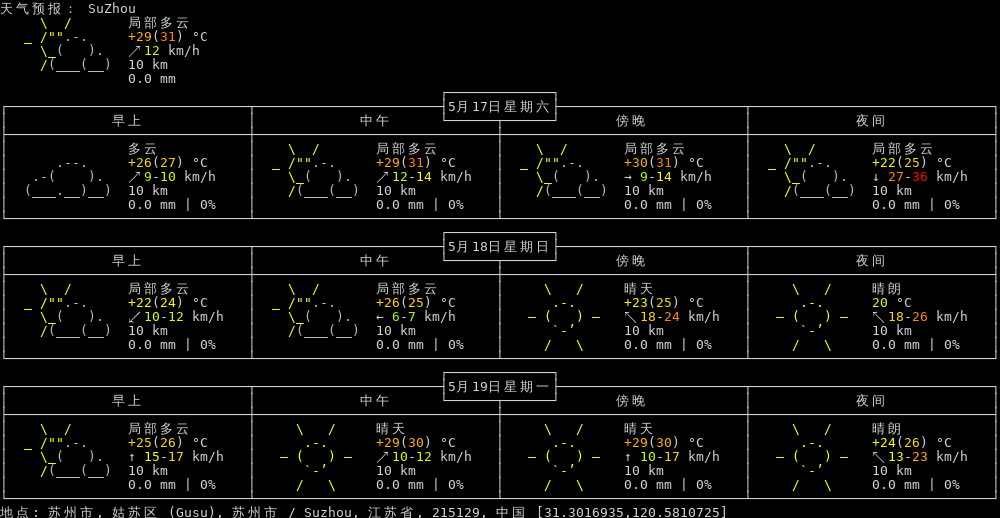 天气预报: SuZhou
局部多云
+29(31) °C
↗ 12 km/h
10 km
0.0 mm
5月17日星期六
早上 中午 傍晚 夜间
多云 局部多云 局部多云 局部多云
+26(27) °C +29(31) °C +30(31) °C +22(25) °C
↗ 9-10 km/h ↗ 12-14 km/h → 9-14 km/h ↓ 27-36 km/h
10 km 10 km 10 km 10 km
0.0 mm | 0% 0.0 mm | 0% 0.0 mm | 0% 0.0 mm | 0%
5月18日星期日
早上 中午 傍晚 夜间
局部多云 局部多云 晴天 晴朗
+22(24) °C +26(25) °C +23(25) °C 20 °C
↙ 10-12 km/h ← 6-7 km/h ↖ 18-24 km/h ↖ 18-26 km/h
10 km 10 km 10 km 10 km
0.0 mm | 0% 0.0 mm | 0% 0.0 mm | 0% 0.0 mm | 0%
5月19日星期一
早上 中午 傍晚 夜间
局部多云 晴天 晴天 晴朗
+25(26) °C +29(30) °C +29(30) °C +24(26) °C
↑ 15-17 km/h ↗ 10-12 km/h ↑ 10-17 km/h ↖ 13-23 km/h
10 km 10 km 10 km 10 km
0.0 mm | 0% 0.0 mm | 0% 0.0 mm | 0% 0.0 mm | 0%
地点: 苏州市, 姑苏区 (Gusu), 苏州市 / Suzhou, 江苏省, 215129, 中国 [31.3016935,120.5810725]